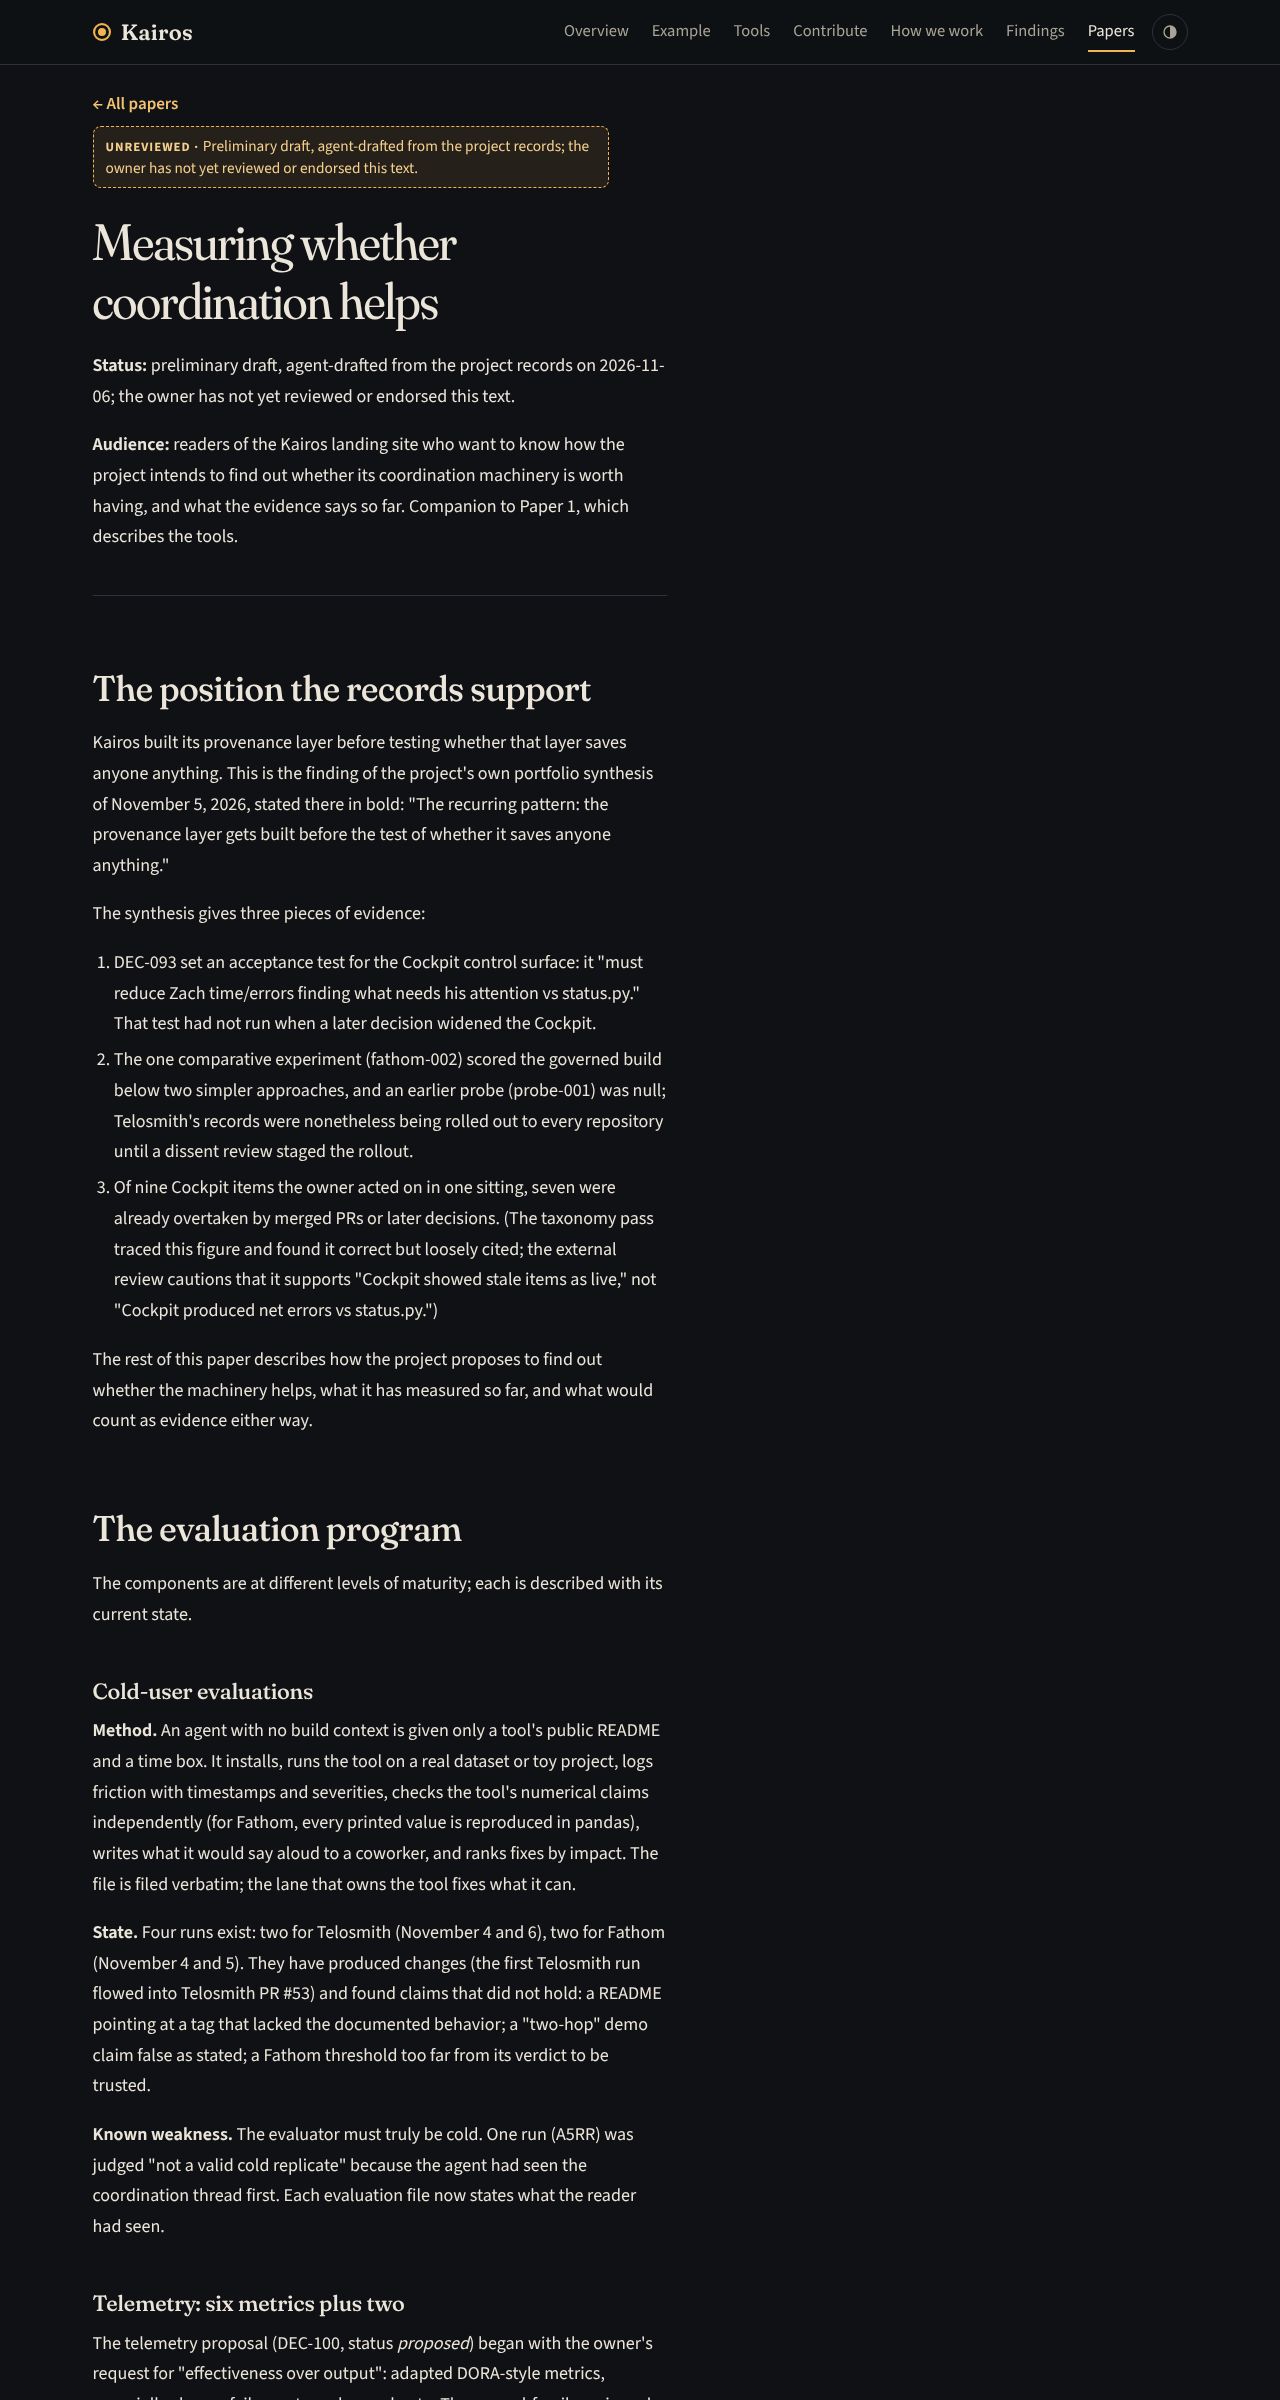 Kairos
Overview Example Tools Contribute How we work Findings Papers
← All papers
UNREVIEWED · Preliminary draft, agent-drafted from the project records; the
owner has not yet reviewed or endorsed this text.
Measuring whether
coordination helps
Status: preliminary draft, agent-drafted from the project records on 2026-11-
06; the owner has not yet reviewed or endorsed this text.
Audience: readers of the Kairos landing site who want to know how the
project intends to find out whether its coordination machinery is worth
having, and what the evidence says so far. Companion to Paper 1, which
describes the tools.
The position the records support
Kairos built its provenance layer before testing whether that layer saves
anyone anything. This is the finding of the project's own portfolio synthesis
of November 5, 2026, stated there in bold: "The recurring pattern: the
provenance layer gets built before the test of whether it saves anyone
anything."
The synthesis gives three pieces of evidence:
1. DEC-093 set an acceptance test for the Cockpit control surface: it "must
reduce Zach time/errors finding what needs his attention vs status.py."
That test had not run when a later decision widened the Cockpit.
2. The one comparative experiment (fathom-002) scored the governed build
below two simpler approaches, and an earlier probe (probe-001) was null;
Telosmith's records were nonetheless being rolled out to every repository
until a dissent review staged the rollout.
3. Of nine Cockpit items the owner acted on in one sitting, seven were
already overtaken by merged PRs or later decisions. (The taxonomy pass
traced this figure and found it correct but loosely cited; the external
review cautions that it supports "Cockpit showed stale items as live," not
"Cockpit produced net errors vs status.py.")
The rest of this paper describes how the project proposes to find out
whether the machinery helps, what it has measured so far, and what would
count as evidence either way.
The evaluation program
The components are at different levels of maturity; each is described with its
current state.
Cold-user evaluations
Method. An agent with no build context is given only a tool's public README
and a time box. It installs, runs the tool on a real dataset or toy project, logs
friction with timestamps and severities, checks the tool's numerical claims
independently (for Fathom, every printed value is reproduced in pandas),
writes what it would say aloud to a coworker, and ranks fixes by impact. The
file is filed verbatim; the lane that owns the tool fixes what it can.
State. Four runs exist: two for Telosmith (November 4 and 6), two for Fathom
(November 4 and 5). They have produced changes (the first Telosmith run
flowed into Telosmith PR #53) and found claims that did not hold: a README
pointing at a tag that lacked the documented behavior; a "two-hop" demo
claim false as stated; a Fathom threshold too far from its verdict to be
trusted.
Known weakness. The evaluator must truly be cold. One run (A5RR) was
judged "not a valid cold replicate" because the agent had seen the
coordination thread first. Each evaluation file now states what the reader
had seen.
Telemetry: six metrics plus two
The telemetry proposal (DEC-100, status proposed) began with the owner's
request for "effectiveness over output": adapted DORA-style metrics,